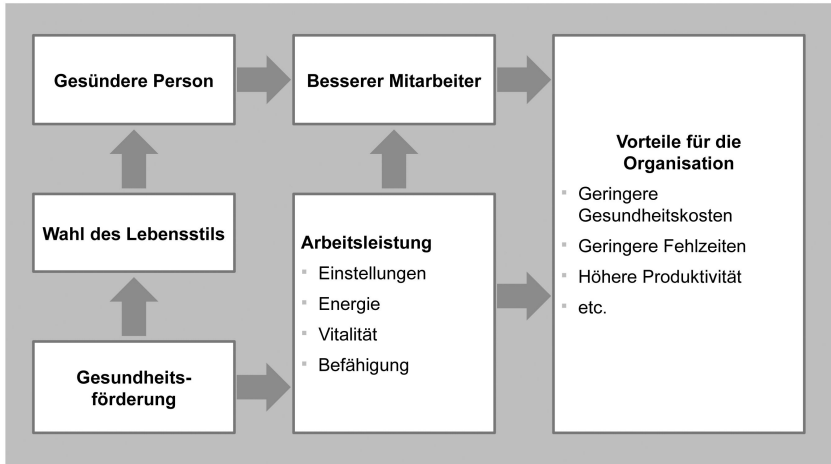 Gesündere Person
Besserer Mitarbeiter
Vorteile für die
Organisation
Geringere
Gesundheitskosten
Geringere Fehlzeiten
Höhere Produktivität
etc.
Wahl des Lebensstils
Arbeitsleistung
Einstellungen
Energie
Vitalität
Befähigung
Gesundheits-
förderung